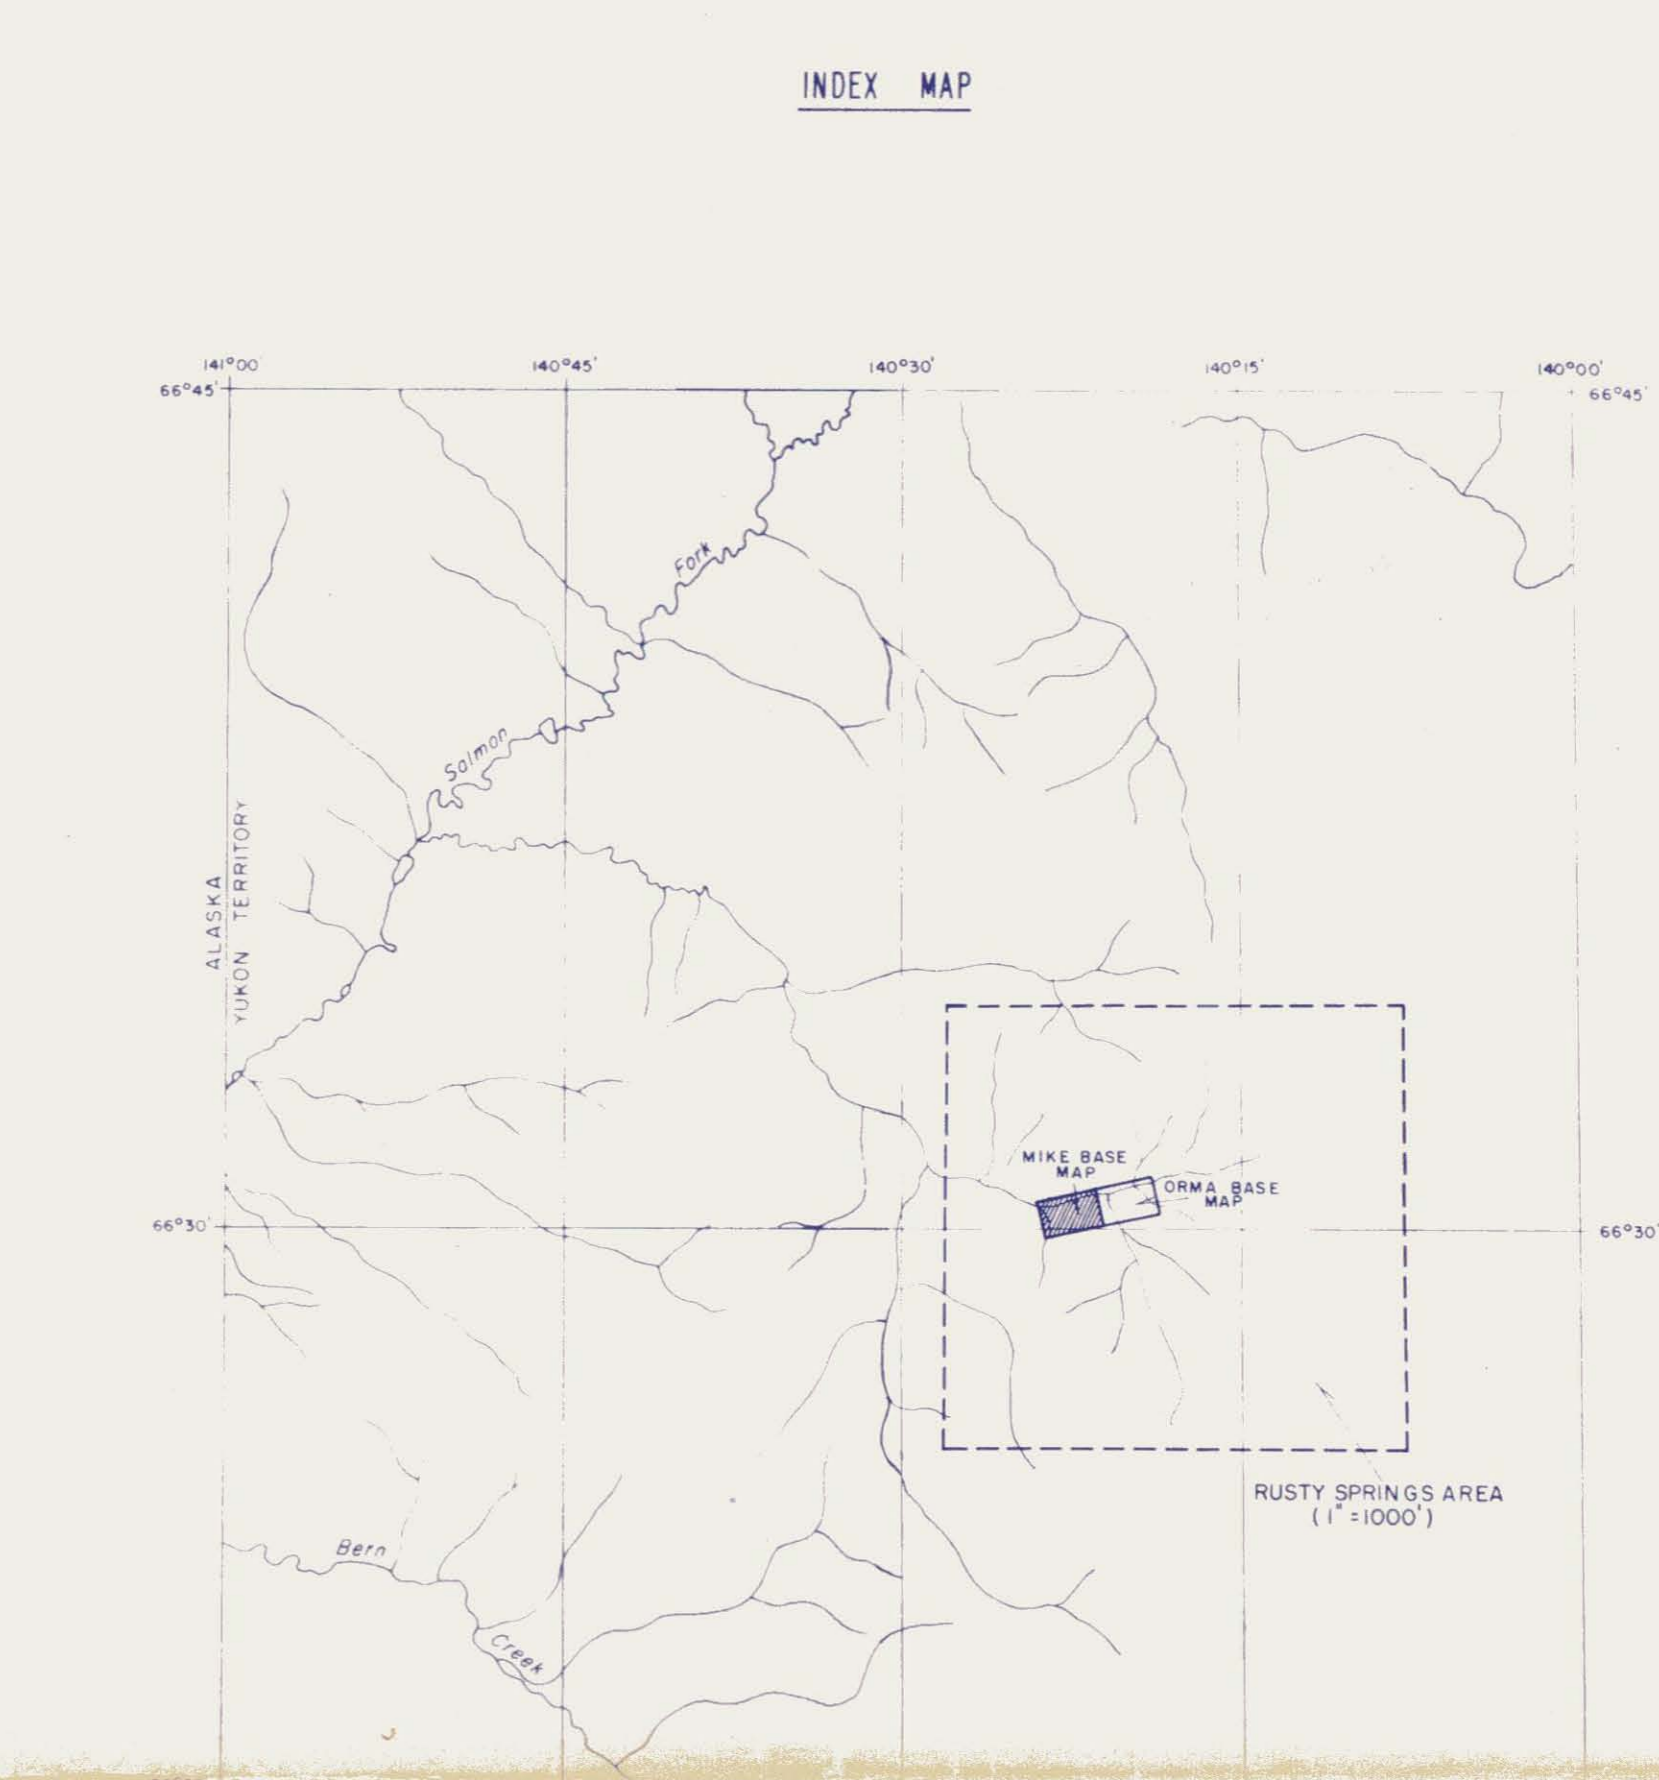 INDEX MAP
141°00'
140°45'
140°30'
140°15'
140°00'
66°45'
66°45'
Fork
Salmon
ALASKA
YUKON TERRITORY
MIKE BASE
MAP
ORMA BASE
MAP
66°30'
66°30'
RUSTY SPRINGS AREA
(1"=1000')
Bern
Creek